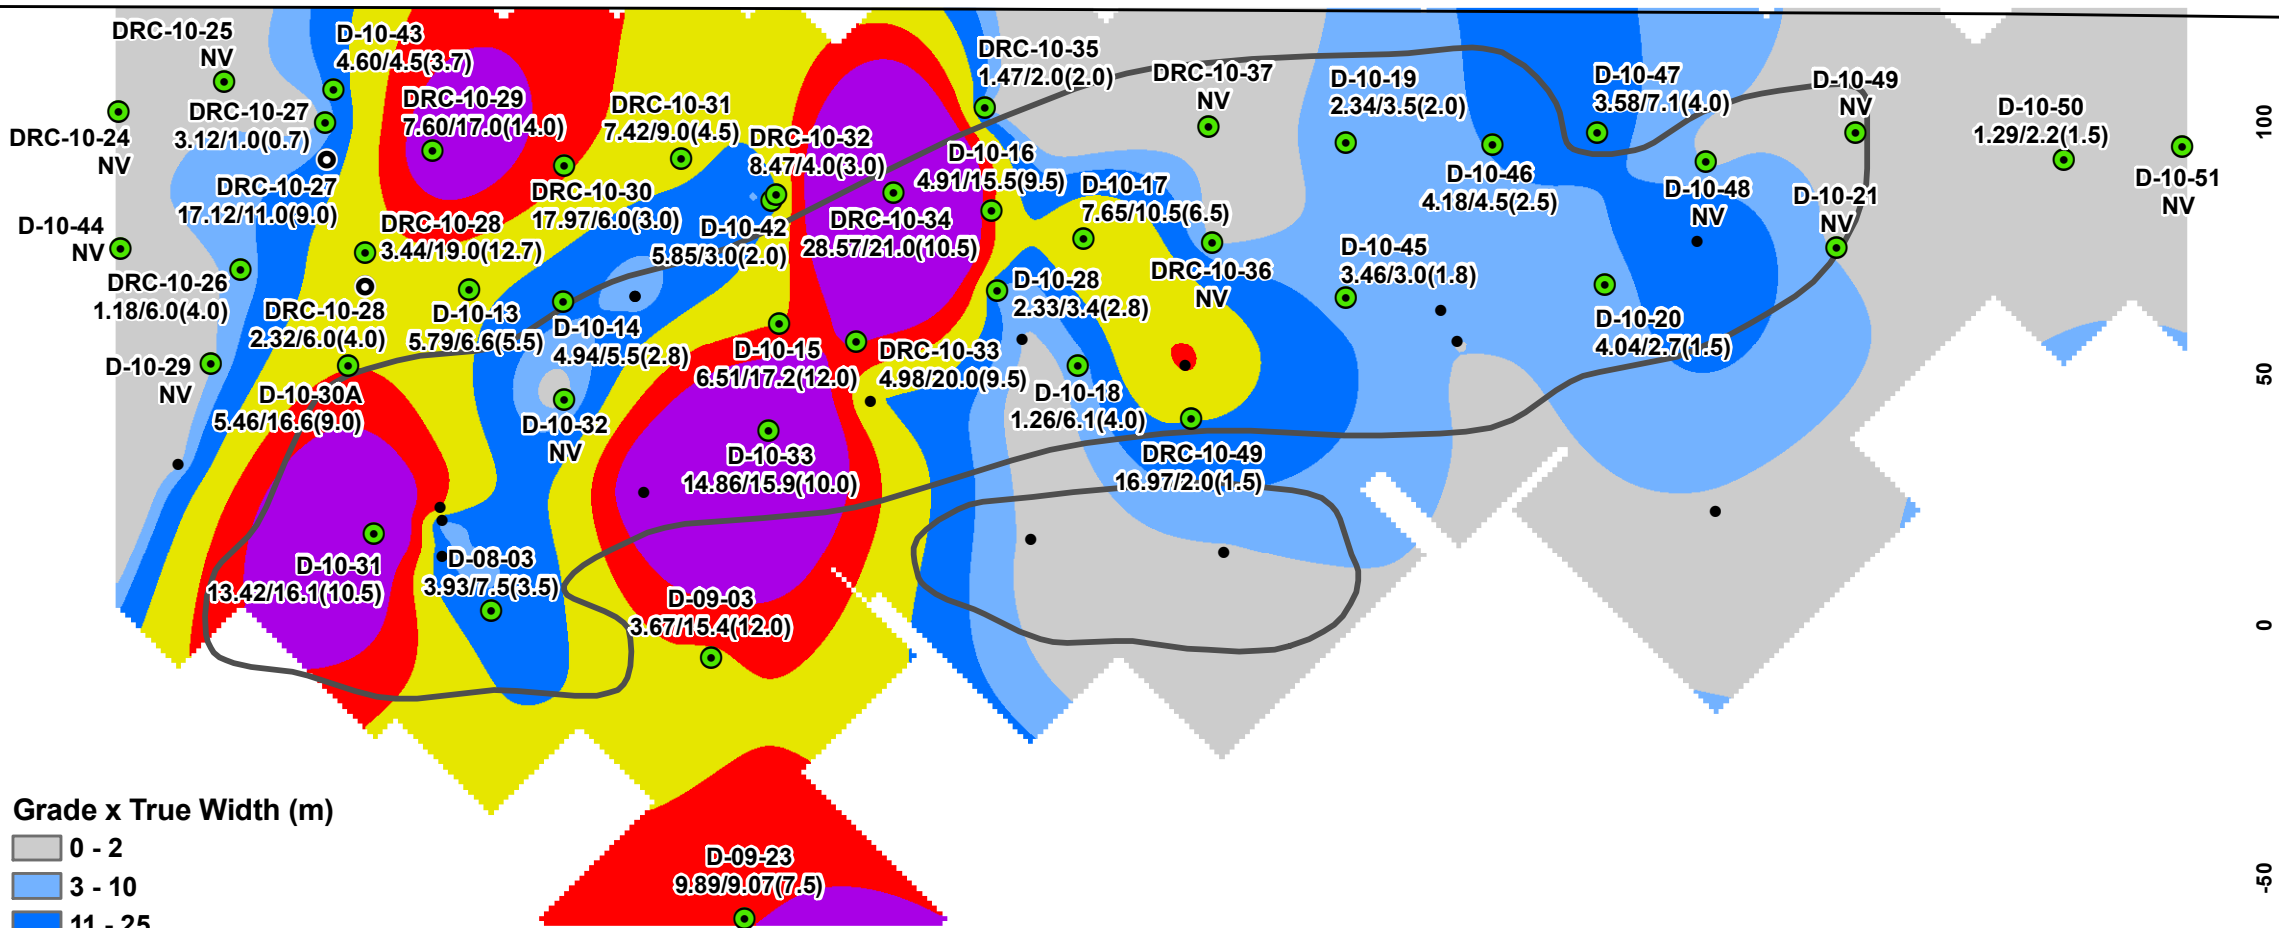 DRC-10-25
NV
D-10-43
4.60/4.5(3.7)
DRC-10-24
NV
DRC-10-27
3.12/1.0(0.7)
DRC-10-29
7.60/17.0(14.0)
DRC-10-31
7.42/9.0(4.5)
DRC-10-32
8.47/4.0(3.0)
DRC-10-35
1.47/2.0(2.0)
DRC-10-37
NV
D-10-19
2.34/3.5(2.0)
D-10-47
3.58/7.1(4.0)
D-10-49
NV
D-10-50
1.29/2.2(1.5)
D-10-51
NV
100
DRC-10-27
17.12/11.0(9.0)
DRC-10-30
17.97/6.0(3.0)
D-10-16
4.91/15.5(9.5)
D-10-17
7.65/10.5(6.5)
D-10-46
4.18/4.5(2.5)
D-10-48
NV
D-10-21
NV
D-10-44
NV
DRC-10-28
3.44/19.0(12.7)
D-10-42
5.85/3.0(2.0)
DRC-10-34
28.57/21.0(10.5)
DRC-10-36
NV
D-10-45
3.46/3.0(1.8)
DRC-10-26
1.18/6.0(4.0)
DRC-10-28
2.32/6.0(4.0)
D-10-13
5.79/6.6(5.5)
D-10-14
4.94/5.5(2.8)
D-10-28
2.33/3.4(2.8)
D-10-20
4.04/2.7(1.5)
D-10-29
NV
D-10-15
6.51/17.2(12.0)
DRC-10-33
4.98/20.0(9.5)
50
D-10-30A
5.46/16.6(9.0)
D-10-32
NV
D-10-18
1.26/6.1(4.0)
D-10-33
14.86/15.9(10.0)
DRC-10-49
16.97/2.0(1.5)
D-10-31
13.42/16.1(10.5)
D-08-03
3.93/7.5(3.5)
D-09-03
3.67/15.4(12.0)
0
Grade x True Width (m)
0 - 2
3 - 10
11 - 25
D-09-23
9.89/9.07(7.5)
-50